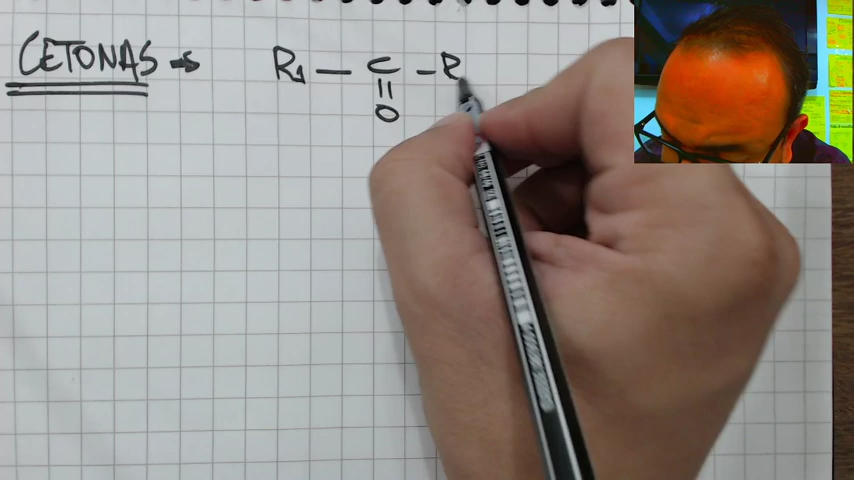 CETONAS → R1 — C — R
||
O